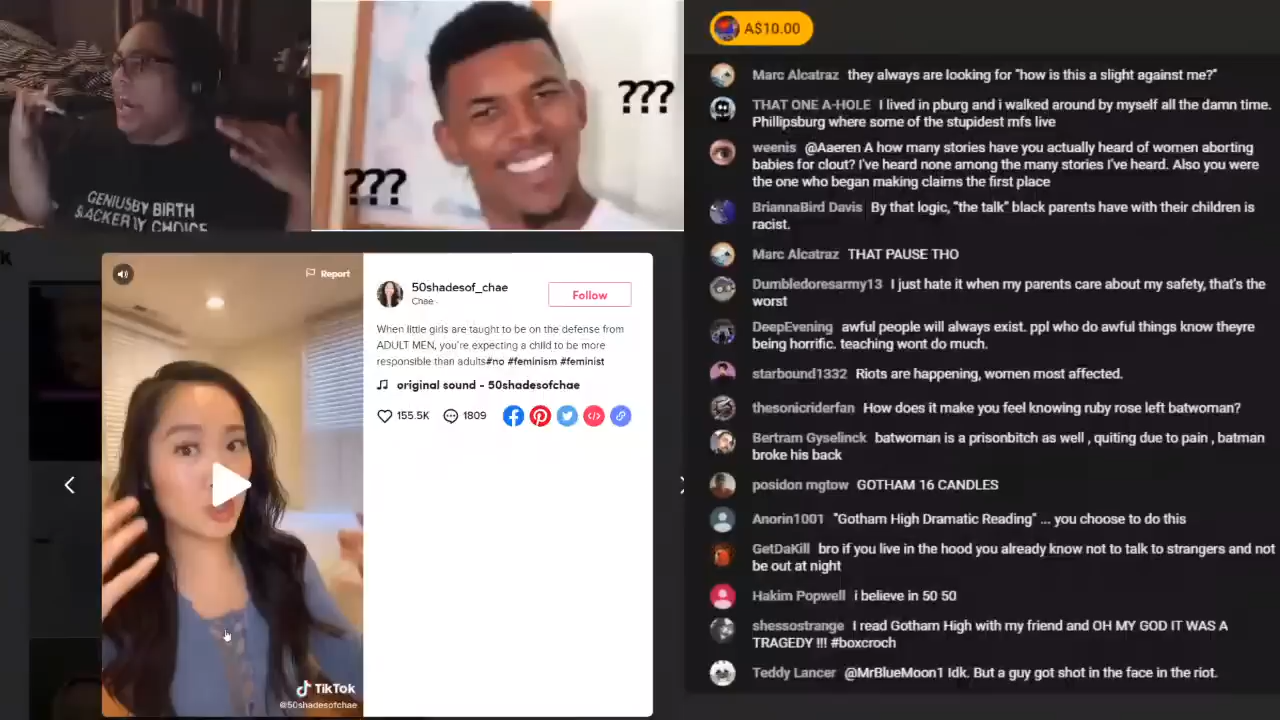 GENIUS BY BIRTH
SLACKER BY CHOICE
???
???
k
Report
TikTok
@50shadesofchae
50shadesof_chae
Chae ·
Follow
When little girls are taught to be on the defense from
ADULT MEN, you're expecting a child to be more
responsible than adults#no #feminism #feminist
original sound - 50shadesofchae
155.5K
1809
A$10.00
Marc Alcatraz they always are looking for "how is this a slight against me?"
THAT ONE A-HOLE I lived in pburg and i walked around by myself all the damn time.
Phillipsburg where some of the stupidest mfs live
weenis @Aaeren A how many stories have you actually heard of women aborting
babies for clout? I've heard none among the many stories I've heard. Also you were
the one who began making claims the first place
BriannaBird Davis By that logic, "the talk" black parents have with their children is
racist.
Marc Alcatraz THAT PAUSE THO
Dumbledoresarmy13 I just hate it when my parents care about my safety, that's the
worst
DeepEvening awful people will always exist. ppl who do awful things know theyre
being horrific. teaching wont do much.
starbound1332 Riots are happening, women most affected.
thesonicriderfan How does it make you feel knowing ruby rose left batwoman?
Bertram Gyselinck batwoman is a prisonbitch as well , quiting due to pain , batman
broke his back
posidon mgtow GOTHAM 16 CANDLES
Anorin1001 "Gotham High Dramatic Reading" ... you choose to do this
GetDaKill bro if you live in the hood you already know not to talk to strangers and not
be out at night
Hakim Popwell i believe in 50 50
shessostrange I read Gotham High with my friend and OH MY GOD IT WAS A
TRAGEDY !!! #boxcroch
Teddy Lancer @MrBlueMoon1 Idk. But a guy got shot in the face in the riot.